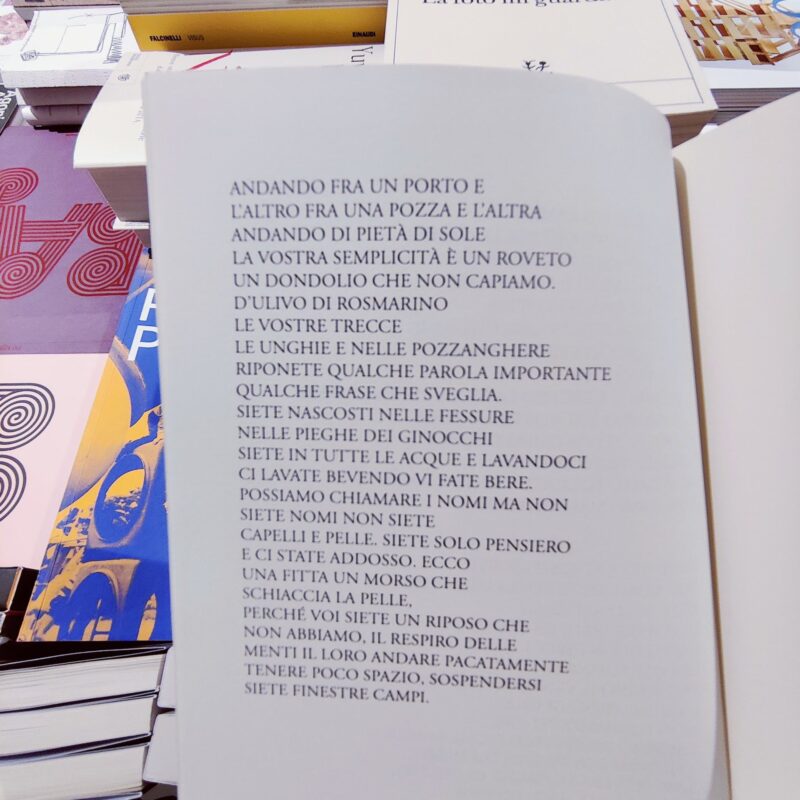 FALCINELLI VISUS EINAUDI
ANDANDO FRA UN PORTO E
L'ALTRO FRA UNA POZZA E L'ALTRA
ANDANDO DI PIETÀ DI SOLE
LA VOSTRA SEMPLICITÀ È UN ROVETO
UN DONDOLIO CHE NON CAPIAMO.
D'ULIVO DI ROSMARINO
LE VOSTRE TRECCE
LE UNGHIE E NELLE POZZANGHERE
RIPONETE QUALCHE PAROLA IMPORTANTE
QUALCHE FRASE CHE SVEGLIA.
SIETE NASCOSTI NELLE FESSURE
NELLE PIEGHE DEI GINOCCHI
SIETE IN TUTTE LE ACQUE E LAVANDOCI
CI LAVATE BEVENDO VI FATE BERE.
POSSIAMO CHIAMARE I NOMI MA NON
SIETE NOMI NON SIETE
CAPELLI E PELLE. SIETE SOLO PENSIERO
E CI STATE ADDOSSO. ECCO
UNA FITTA UN MORSO CHE
SCHIACCIA LA PELLE,
PERCHÉ VOI SIETE UN RIPOSO CHE
NON ABBIAMO, IL RESPIRO DELLE
MENTI IL LORO ANDARE PACATAMENTE
TENERE POCO SPAZIO, SOSPENDERSI
SIETE FINESTRE CAMPI.